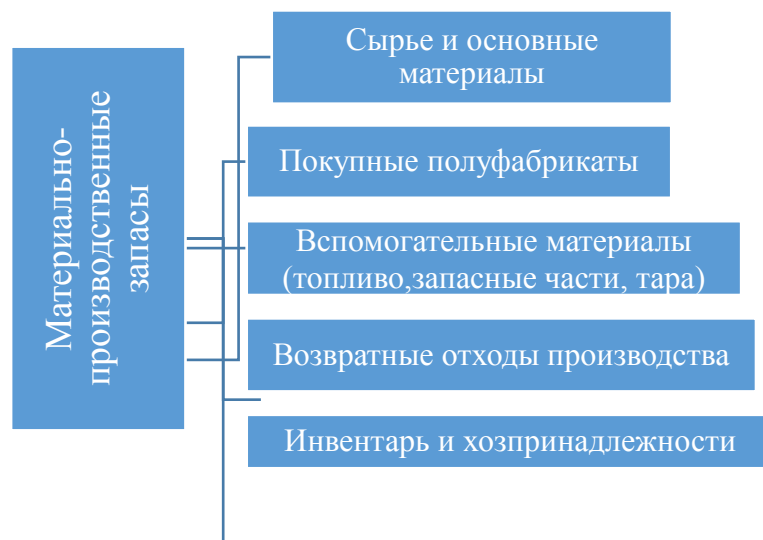 Материально-
производственные
запасы
Сырье и основные
материалы
Покупные полуфабрикаты
Вспомогательные материалы
(топливо,запасные части, тара)
Возвратные отходы производства
Инвентарь и хозпринадлежности